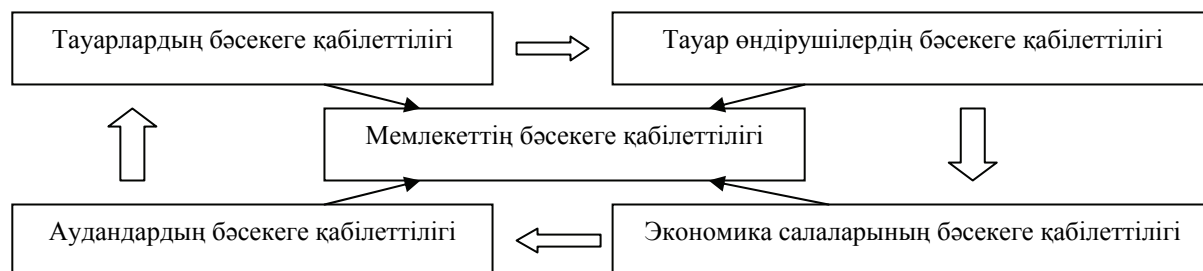 Тауарлардың бәсекеге қабілеттілігі
Тауар өндірушілердің бәсекеге қабілеттілігі
Мемлекеттің бәсекеге қабілеттілігі
Аудандардың бәсекеге қабілеттілігі
Экономика салаларының бәсекеге қабілеттілігі